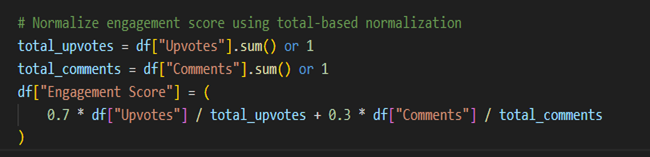 # Normalize engagement score using total-based normalization
total_upvotes = df["Upvotes"].sum() or 1
total_comments = df["Comments"].sum() or 1
df["Engagement Score"] = (
    0.7 * df["Upvotes"] / total_upvotes + 0.3 * df["Comments"] / total_comments
)